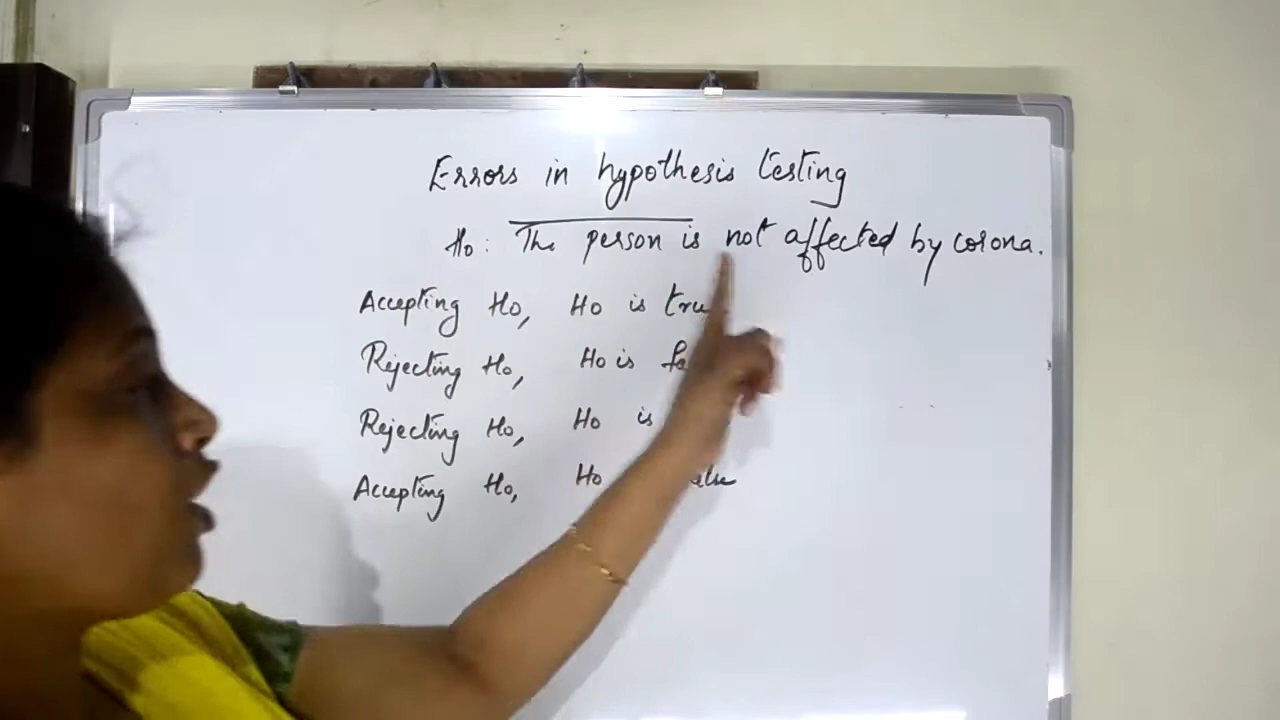 Errors in hypothesis testing
Ho: The person is not affected by corona.
Accepting Ho, Ho is tru
Rejecting Ho, Ho is fa
Rejecting Ho, Ho is
Accepting Ho, Ho alse